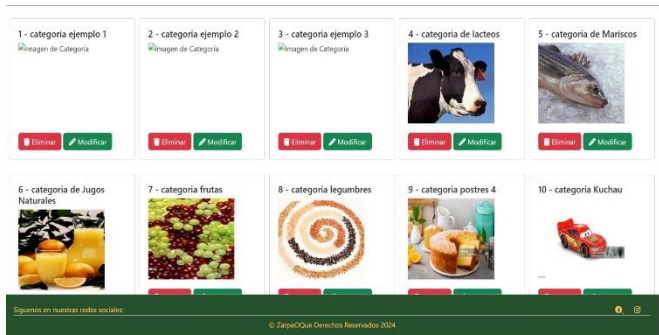 1 - categoria ejemplo 1
Imagen de Categoría
Eliminar Modificar
2 - categoria ejemplo 2
Imagen de Categoría
Eliminar Modificar
3 - categoria ejemplo 3
Imagen de Categoría
Eliminar Modificar
4 - categoria de lacteos
Eliminar Modificar
5 - categoria de Mariscos
Eliminar Modificar
6 - categoria de Jugos
Naturales
7 - categoria frutas
8 - categoria legumbres
9 - categoria postres 4
10 - categoria Kuchau
Siguenos en nuestras redes sociales:
© ZarpeOQue Derechos Reservados 2024